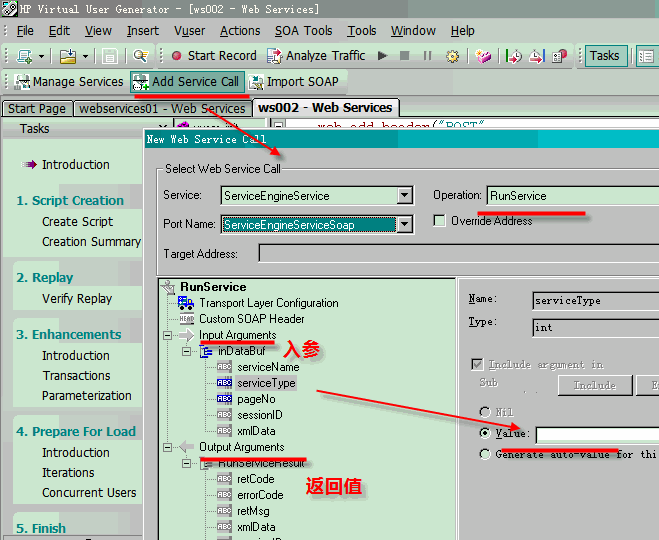 HP Virtual User Generator - [ws002 - Web Services]
File Edit View Insert Vuser Actions SOA Tools Tools Window Help
Start Record Analyze Traffic Tasks
Manage Services Add Service Call Import SOAP
Start Page webservices01 - Web Services ws002 - Web Services
Tasks
web_add_header("POST"
New Web Service Call
Introduction
Select Web Service Call
1. Script Creation
Service: ServiceEngineService Operation: RunService
Create Script
Port Name: ServiceEngineServiceSoap Override Address
Creation Summary
Target Address:
2. Replay
Verify Replay
RunService
Transport Layer Configuration
Name: serviceType
Custom SOAP Header
Type: int
3. Enhancements
Input Arguments
入参
Introduction
inDataBuf
Transactions
serviceName
Include argument in
Parameterization
serviceType
Sub Include
pageNo
Nil
4. Prepare For Load
sessionID
Value:
Introduction
xmlData
Iterations
Output Arguments
Generate auto-value for thi
Concurrent Users
RunServiceResult
返回值
retCode
errorCode
retMsg
5. Finish
xmlData